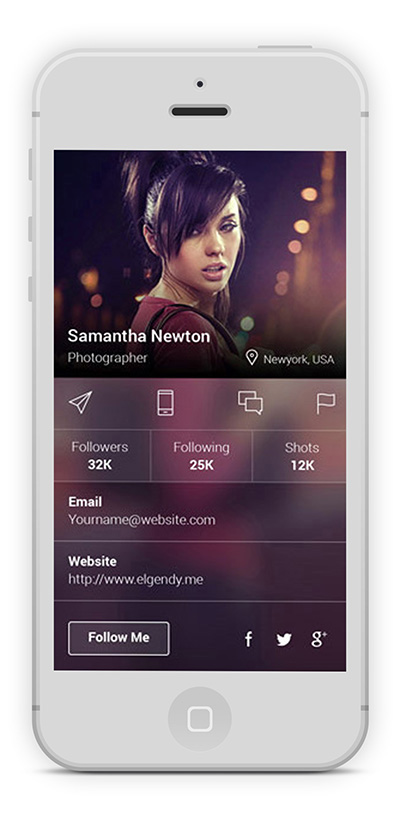 Samantha Newton
Photographer
Newyork, USA
Followers
32K
Following
25K
Shots
12K
Email
Yourname@website.com
Website
http://www.elgendy.me
Follow Me
f
g+